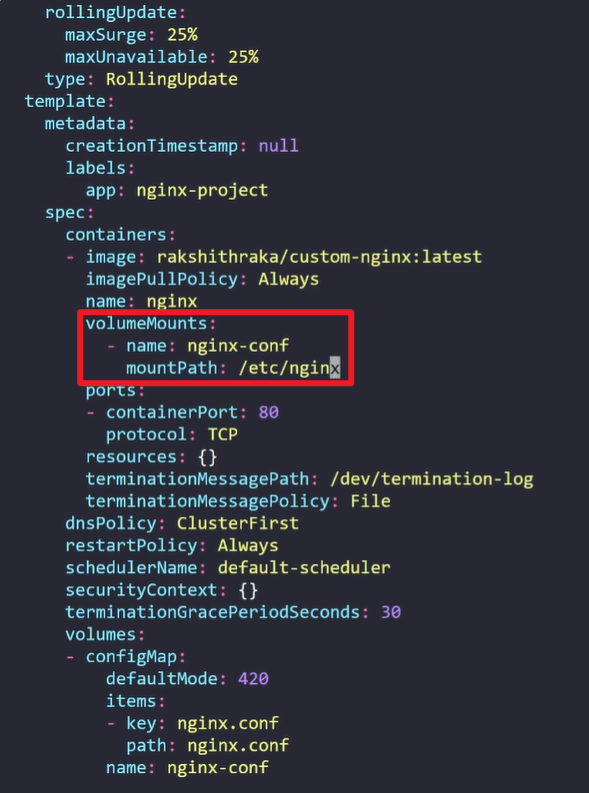 rollingUpdate:
maxSurge: 25%
maxUnavailable: 25%
type: RollingUpdate
template:
metadata:
creationTimestamp: null
labels:
app: nginx-project
spec:
containers:
- image: rakshithraka/custom-nginx:latest
imagePullPolicy: Always
name: nginx
volumeMounts:
- name: nginx-conf
mountPath: /etc/nginx
ports:
- containerPort: 80
protocol: TCP
resources: {}
terminationMessagePath: /dev/termination-log
terminationMessagePolicy: File
dnsPolicy: ClusterFirst
restartPolicy: Always
schedulerName: default-scheduler
securityContext: {}
terminationGracePeriodSeconds: 30
volumes:
- configMap:
defaultMode: 420
items:
- key: nginx.conf
path: nginx.conf
name: nginx-conf